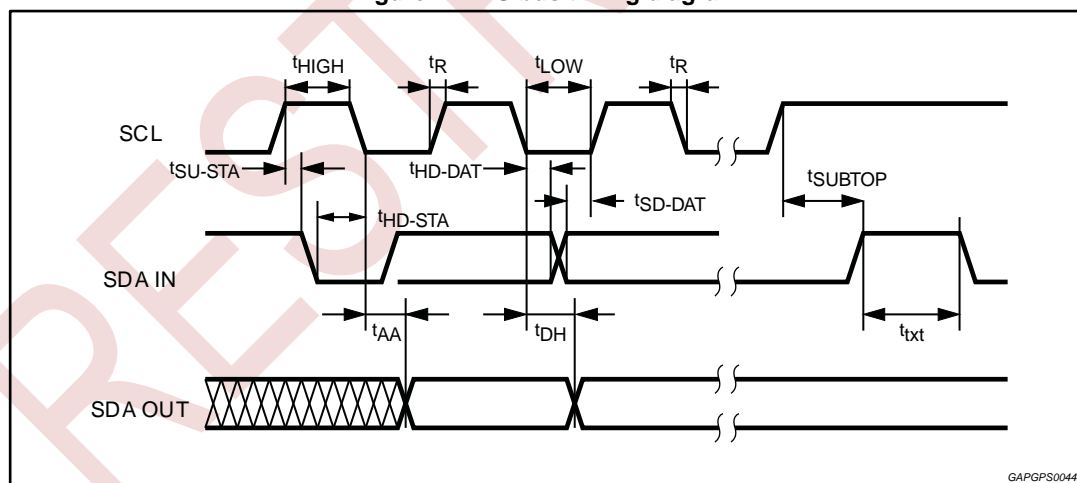 tHIGH tR tLOW tR
SCL
tSU-STA tHD-DAT tSUBTOP
tSD-DAT
tHD-STA
SDA IN
tAA tDH ttxt
SDA OUT
GAPGPS0044